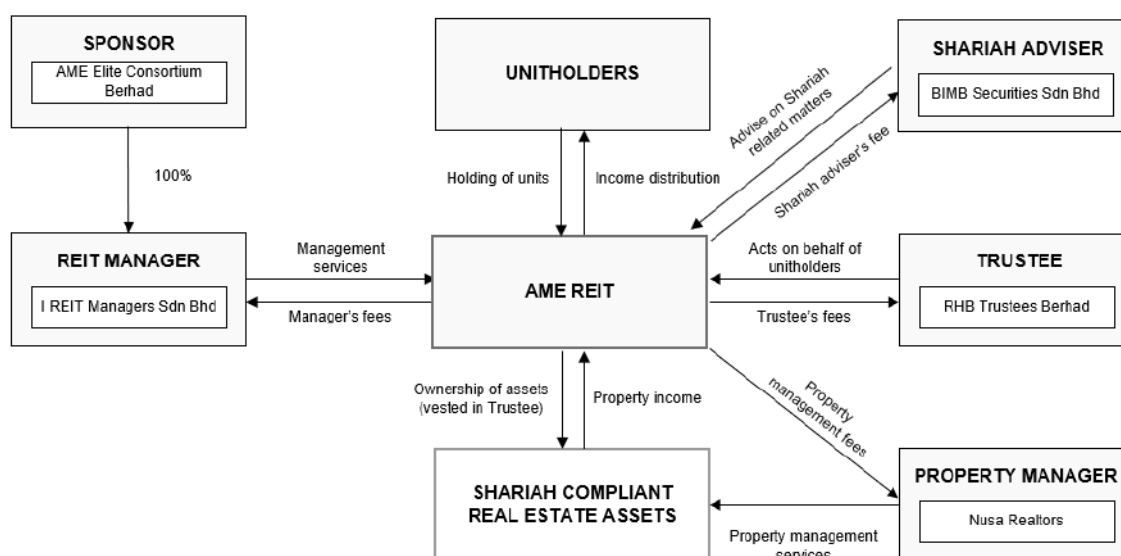 SPONSOR
AME Elite Consortium
Berhad
UNITHOLDERS
SHARIAH ADVISER
BIMB Securities Sdn Bhd
Advise on Shariah
related matters
Shariah adviser's fee
100%
Holding of units
Income distribution
REIT MANAGER
I REIT Managers Sdn Bhd
Management
services
Manager's fees
AME REIT
Acts on behalf of
unitholders
Trustee's fees
TRUSTEE
RHB Trustees Berhad
Ownership of assets
(vested in Trustee)
Property income
Property
management fees
SHARIAH COMPLIANT
REAL ESTATE ASSETS
PROPERTY MANAGER
Nusa Realtors
Property management
services